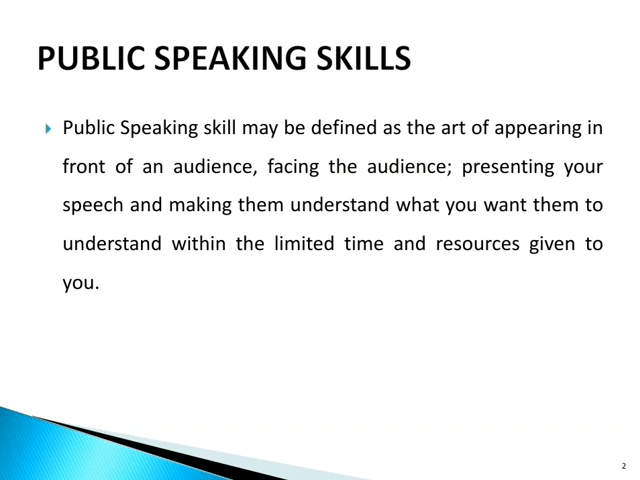 PUBLIC SPEAKING SKILLS
Public Speaking skill may be defined as the art of appearing in
front of an audience, facing the audience; presenting your
speech and making them understand what you want them to
understand within the limited time and resources given to
you.
2